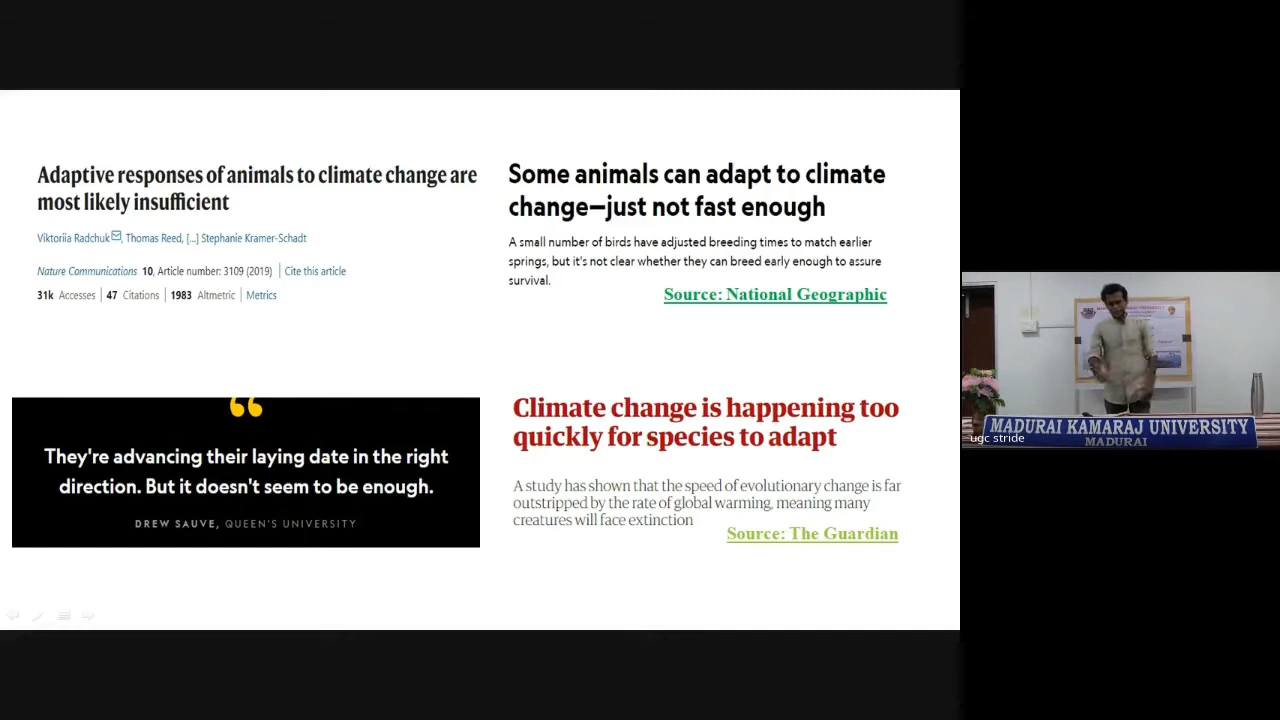 Adaptive responses of animals to climate change are
most likely insufficient
Viktoriia Radchuk, Thomas Reed, [...] Stephanie Kramer-Schadt
Nature Communications 10, Article number: 3109 (2019) | Cite this article
31k Accesses | 47 Citations | 1983 Altmetric | Metrics
Some animals can adapt to climate
change—just not fast enough
A small number of birds have adjusted breeding times to match earlier
springs, but it's not clear whether they can breed early enough to assure
survival.
Source: National Geographic
“
They're advancing their laying date in the right
direction. But it doesn't seem to be enough.
DREW SAUVE, QUEEN'S UNIVERSITY
Climate change is happening too
quickly for species to adapt
A study has shown that the speed of evolutionary change is far
outstripped by the rate of global warming, meaning many
creatures will face extinction
Source: The Guardian
MADURAI KAMARAJ UNIVERSITY
MADURAI
ugc stride